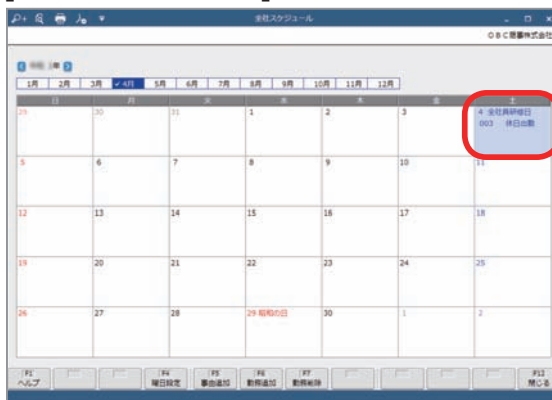 全社スケジュール
OBC商事株式会社
1年
1月 2月 3月 ✓4月 5月 6月 7月 8月 9月 10月 11月 12月
日 月 火 水 木 金 土
29 30 31 1 2 3 4 全社員研修日
003 休日出勤
5 6 7 8 9 10 11
12 13 14 15 16 17 18
19 20 21 22 23 24 25
26 27 28 29 昭和の日 30 1 2
F1 F4 F5 F6 F7 F12
ヘルプ 曜日設定 事由追加 勤務追加 勤務削除 閉じる